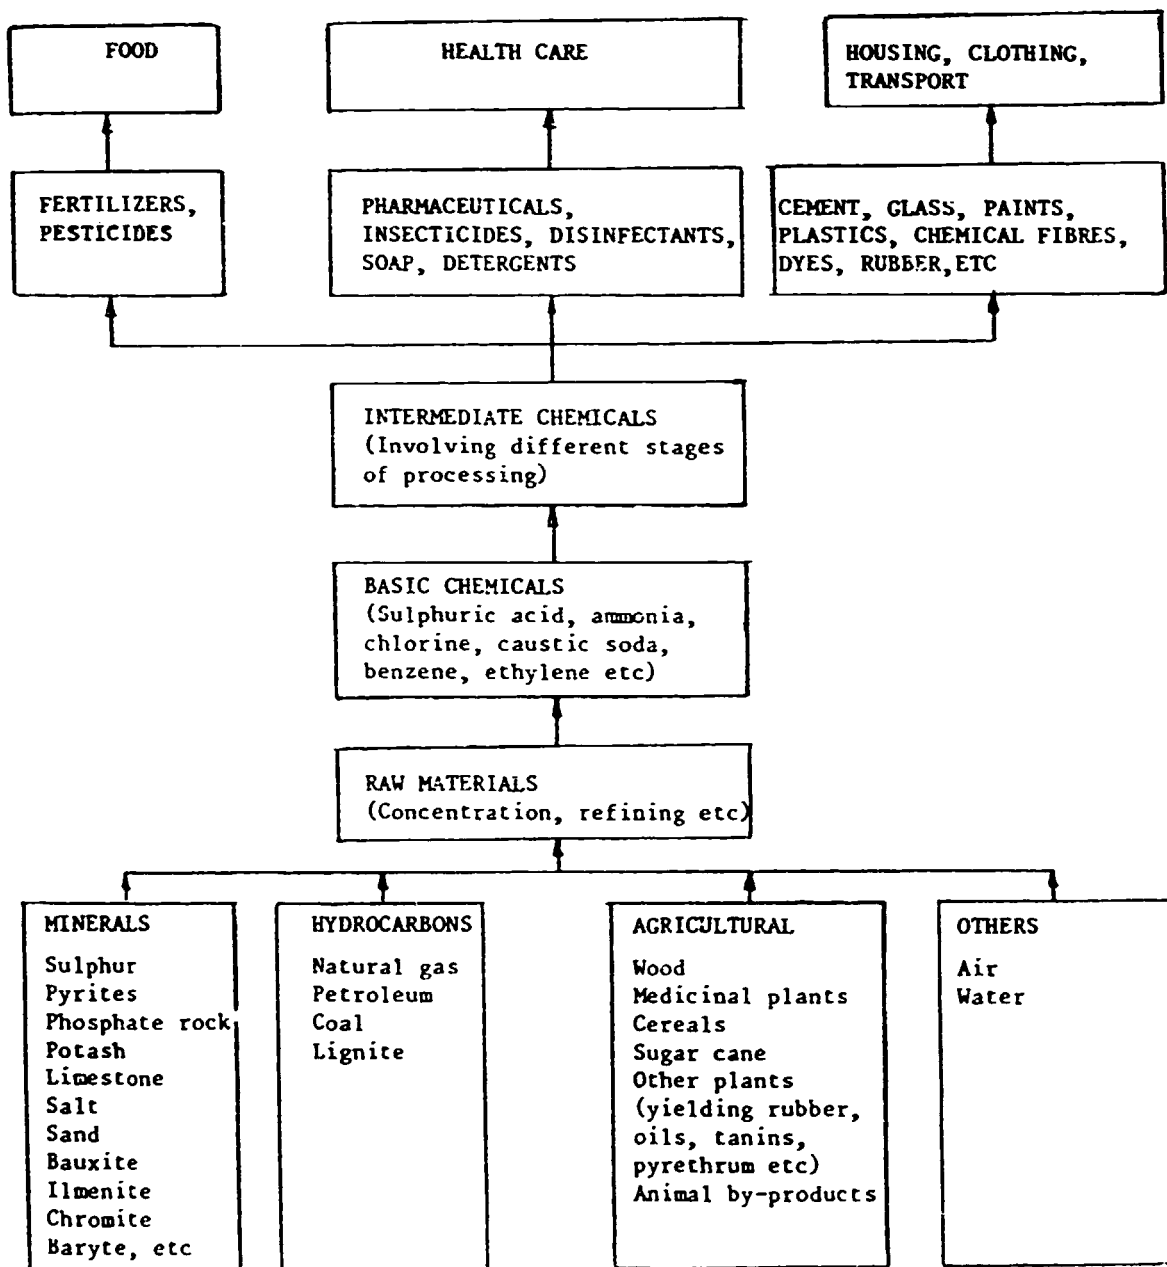 FOOD
HEALTH CARE
HOUSING, CLOTHING,
TRANSPORT
FERTILIZERS,
PESTICIDES
PHARMACEUTICALS,
INSECTICIDES, DISINFECTANTS,
SOAP, DETERGENTS
CEMENT, GLASS, PAINTS,
PLASTICS, CHEMICAL FIBRES,
DYES, RUBBER,ETC
INTERMEDIATE CHEMICALS
(Involving different stages
of processing)
BASIC CHEMICALS
(Sulphuric acid, ammonia,
chlorine, caustic soda,
benzene, ethylene etc)
RAW MATERIALS
(Concentration, refining etc)
MINERALS
Sulphur
Pyrites
Phosphate rock
Potash
Limestone
Salt
Sand
Bauxite
Ilmenite
Chromite
Baryte, etc
HYDROCARBONS
Natural gas
Petroleum
Coal
Lignite
AGRICULTURAL
Wood
Medicinal plants
Cereals
Sugar cane
Other plants
(yielding rubber,
oils, tanins,
pyrethrum etc)
Animal by-products
OTHERS
Air
Water